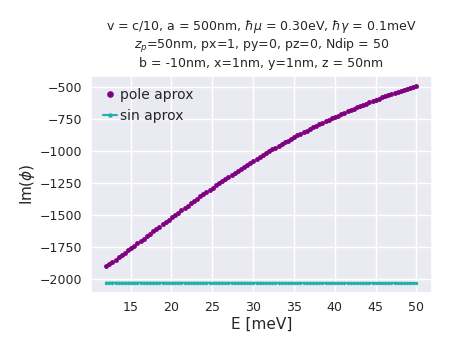 v = c/10, a = 500nm, ℏμ = 0.30eV, ℏγ = 0.1meV
zₚ=50nm, px=1, py=0, pz=0, Ndip = 50
b = -10nm, x=1nm, y=1nm, z = 50nm
pole aprox
sin aprox
−500
−750
−1000
−1250
−1500
−1750
−2000
Im(ϕ)
15 20 25 30 35 40 45 50
E [meV]